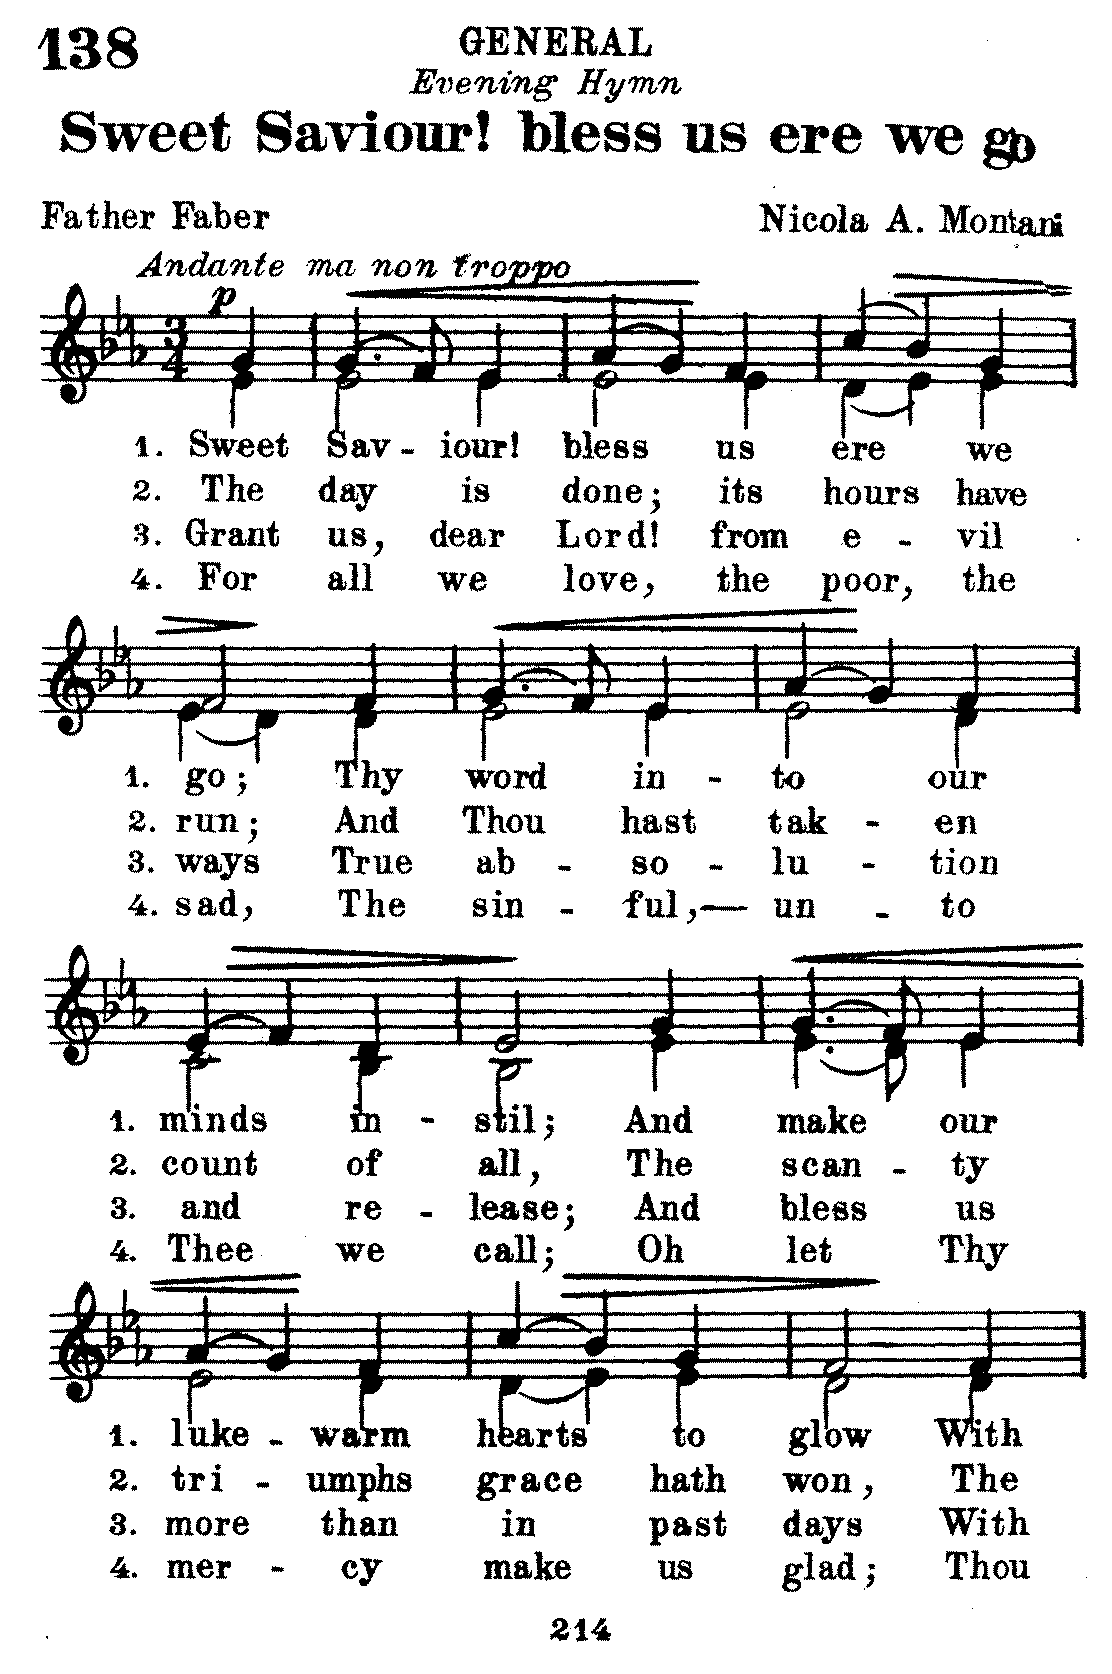 138
GENERAL
Evening Hymn
Sweet Saviour! bless us ere we go
Father Faber Nicola A. Montani
Andante ma non troppo
p
3
4
1. Sweet Sav - iour! bless us ere we
2. The day is done; its hours have
3. Grant us, dear Lord! from e - vil
4. For all we love, the poor, the
1. go; Thy word in - to our
2. run; And Thou hast tak - en
3. ways True ab - so - lu - tion
4. sad, The sin - ful,— un - to
1. minds in - stil; And make our
2. count of all, The scan - ty
3. and re - lease; And bless us
4. Thee we call; Oh let Thy
1. luke - warm hearts to glow With
2. tri - umphs grace hath won, The
3. more than in past days With
4. mer - cy make us glad; Thou
214